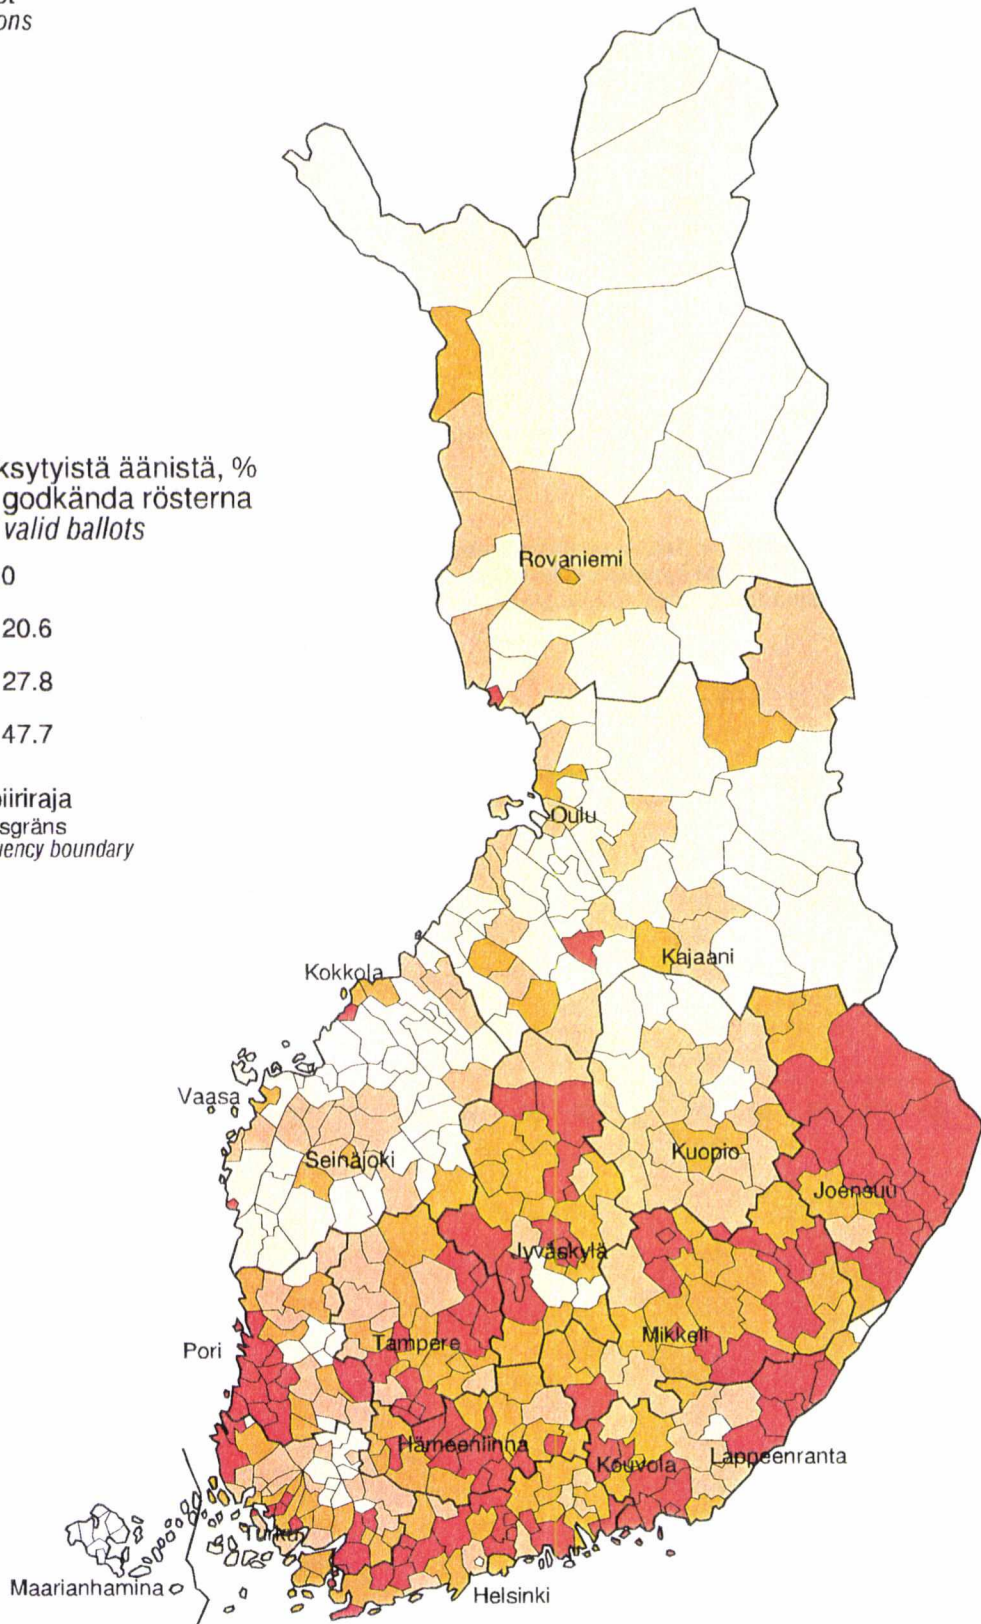 ons
ksytyistä äänistä, %
godkända rösterna
valid ballots
0
20.6
27.8
47.7
iiriraja
sgräns
uency boundary
Rovaniemi
Oulu
Kajaani
Kokkola
Vaasa
Seinäjoki
Kuopio
Joensuu
Jyväskylä
Mikkeli
Pori
Tampere
Hämeenlinna
Kouvola
Lappeenranta
Turku
Maarianhamina
Helsinki